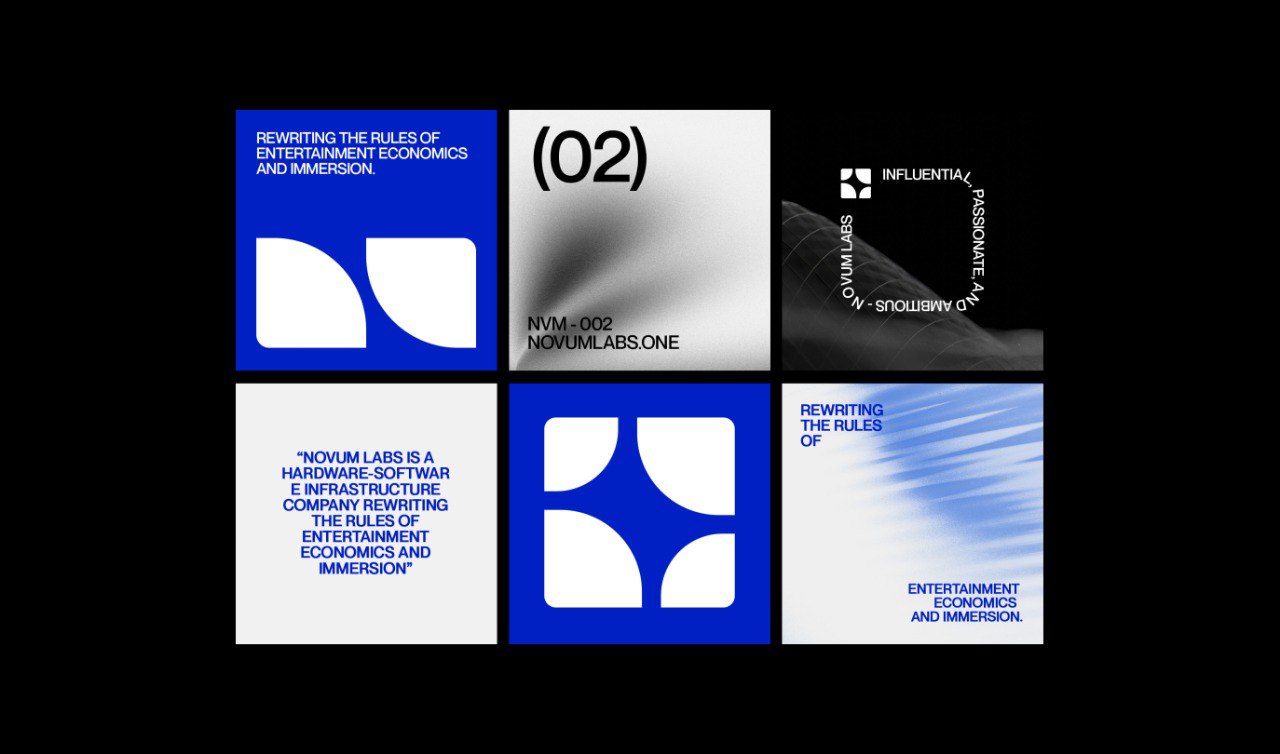 REWRITING THE RULES OF
ENTERTAINMENT ECONOMICS
AND IMMERSION.
(02)
NVM - 002
NOVUMLABS.ONE
INFLUENTIAL, PASSIONATE, AND AMBITIOUS - NOVUM LABS
“NOVUM LABS IS A
HARDWARE-SOFTWAR
E INFRASTRUCTURE
COMPANY REWRITING
THE RULES OF
ENTERTAINMENT
ECONOMICS AND
IMMERSION”
REWRITING
THE RULES
OF
ENTERTAINMENT
ECONOMICS
AND IMMERSION.